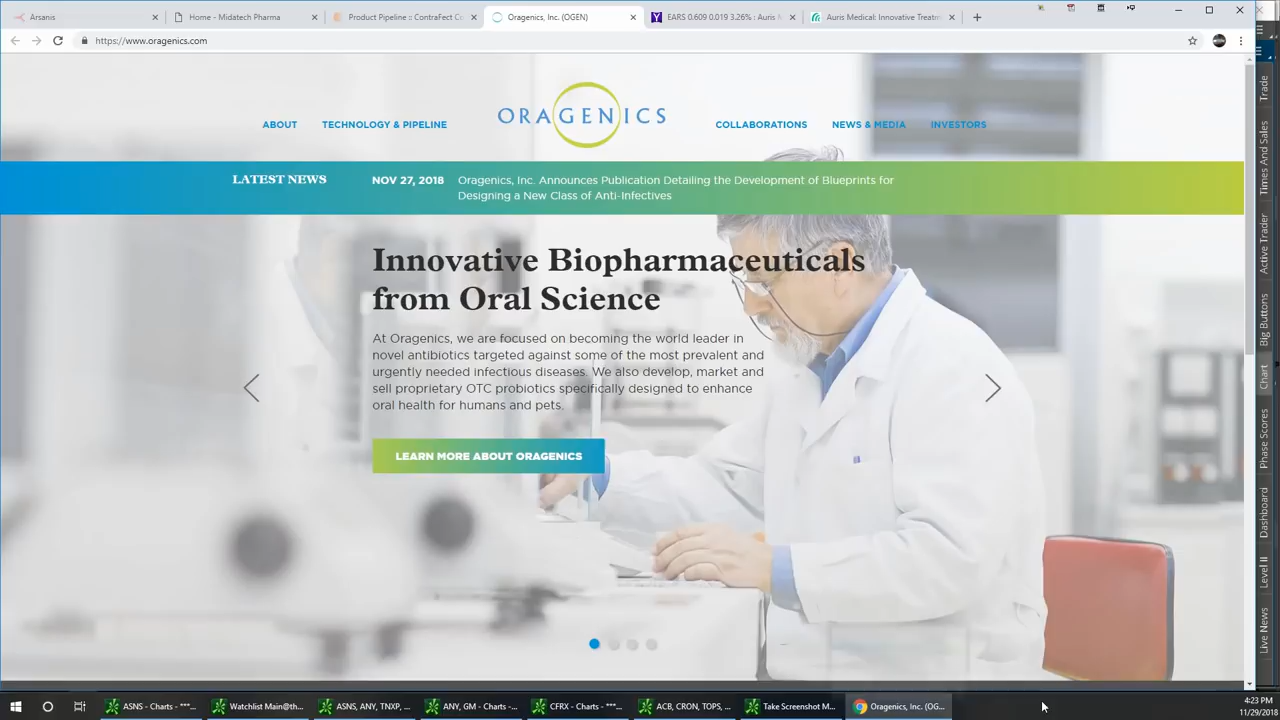 Arsanis
Home - Midatech Pharma
Product Pipeline :: ContraFect Co
Oragenics, Inc. (OGEN)
EARS 0.609 0.019 3.26% : Auris M
Auris Medical: Innovative Treatm
https://www.oragenics.com
ABOUT
TECHNOLOGY & PIPELINE
ORAGENICS
COLLABORATIONS
NEWS & MEDIA
INVESTORS
LATEST NEWS
NOV 27, 2018
Oragenics, Inc. Announces Publication Detailing the Development of Blueprints for
Designing a New Class of Anti-Infectives
Innovative Biopharmaceuticals
from Oral Science
At Oragenics, we are focused on becoming the world leader in
novel antibiotics targeted against some of the most prevalent and
urgently needed infectious diseases. We also develop, market and
sell proprietary OTC probiotics specifically designed to enhance
oral health for humans and pets.
LEARN MORE ABOUT ORAGENICS
Trade
Times And Sales
Active Trader
Big Buttons
Chart
Phase Scores
Dashboard
Level II
Live News
ASNS - Charts - ***...
Watchlist Main@th...
ASNS, ANY, TNXP, ...
ANY, GM - Charts -...
CRX - Charts - ***...
ACB, CRON, TOPS, ...
Take Screenshot M...
Oragenics, Inc. (OG...
4:23 PM
11/29/2018